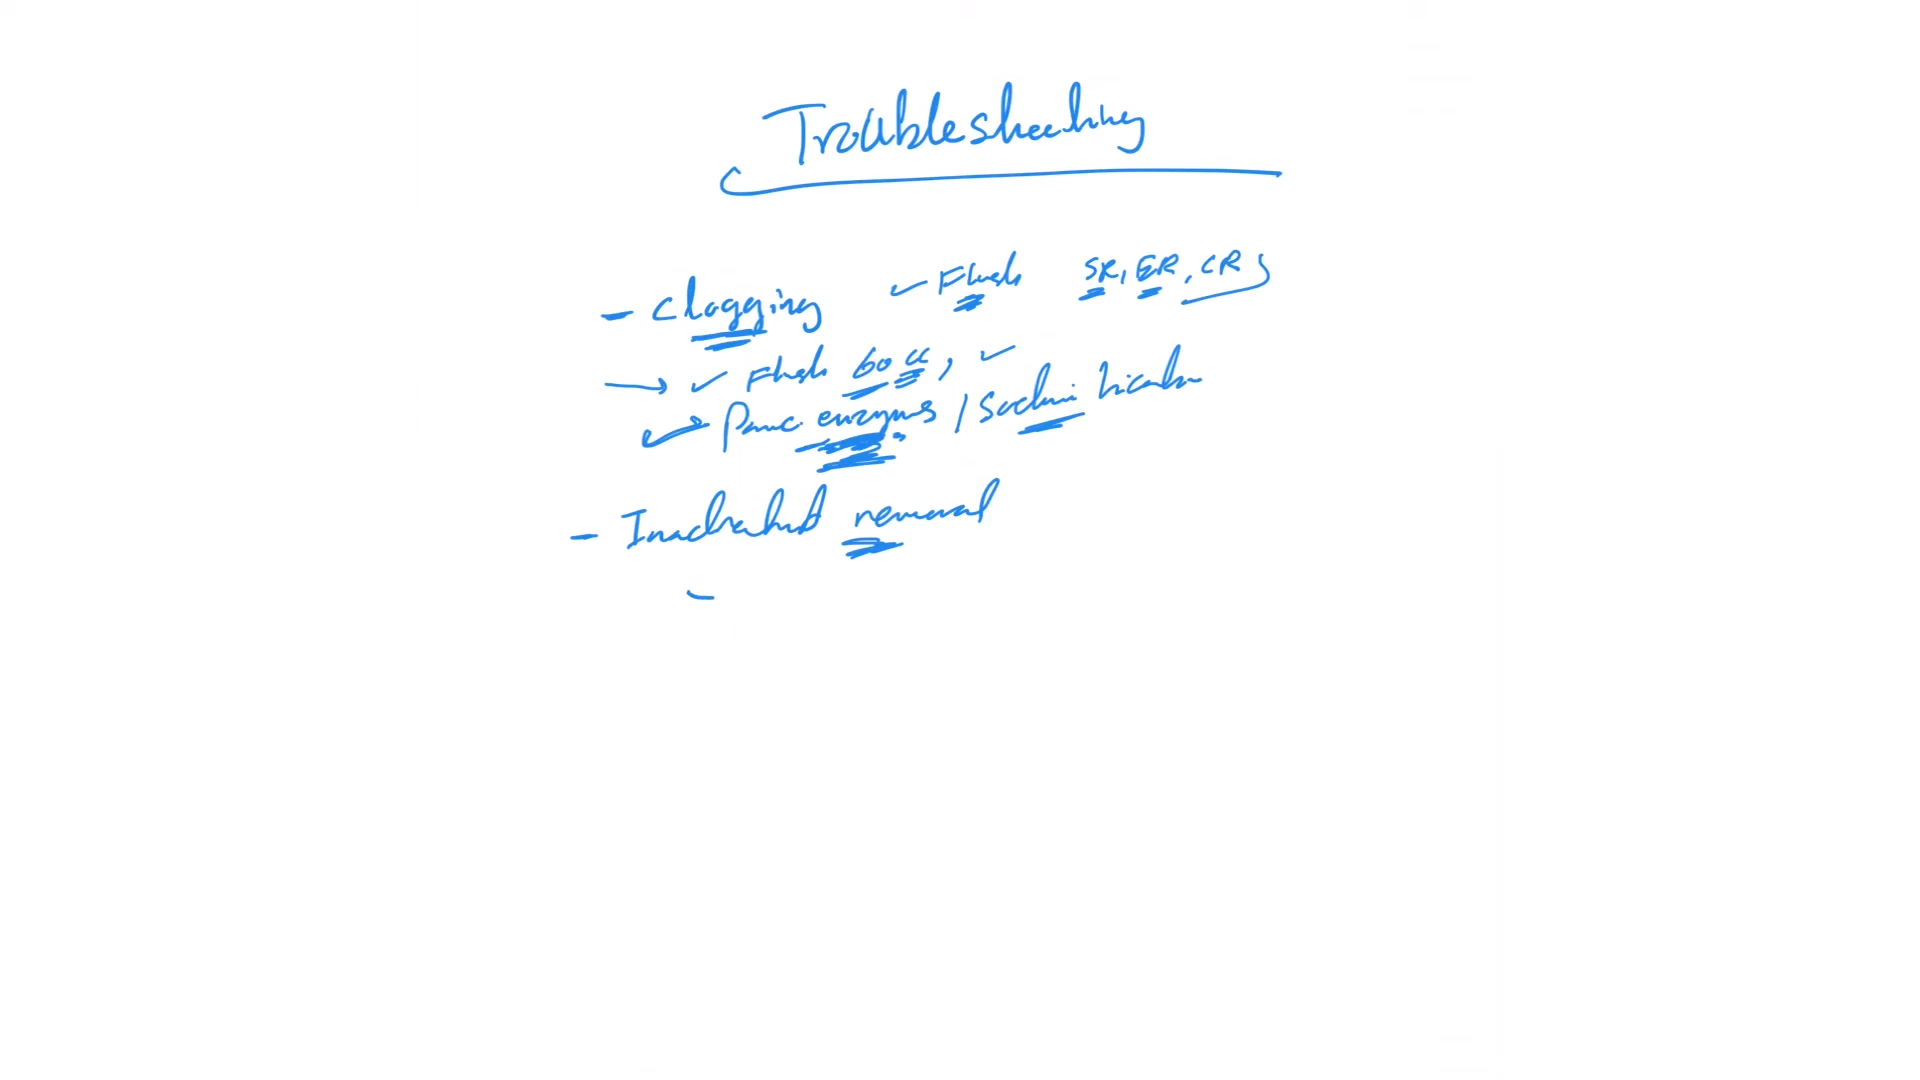 Troubleshooting
- Clogging ✓ Flush SR, ER, CR
→ ✓ Flush 60 cc, ✓
✓ Panc. enzymes / Sodium bicarb
- Inadvertent removal
-